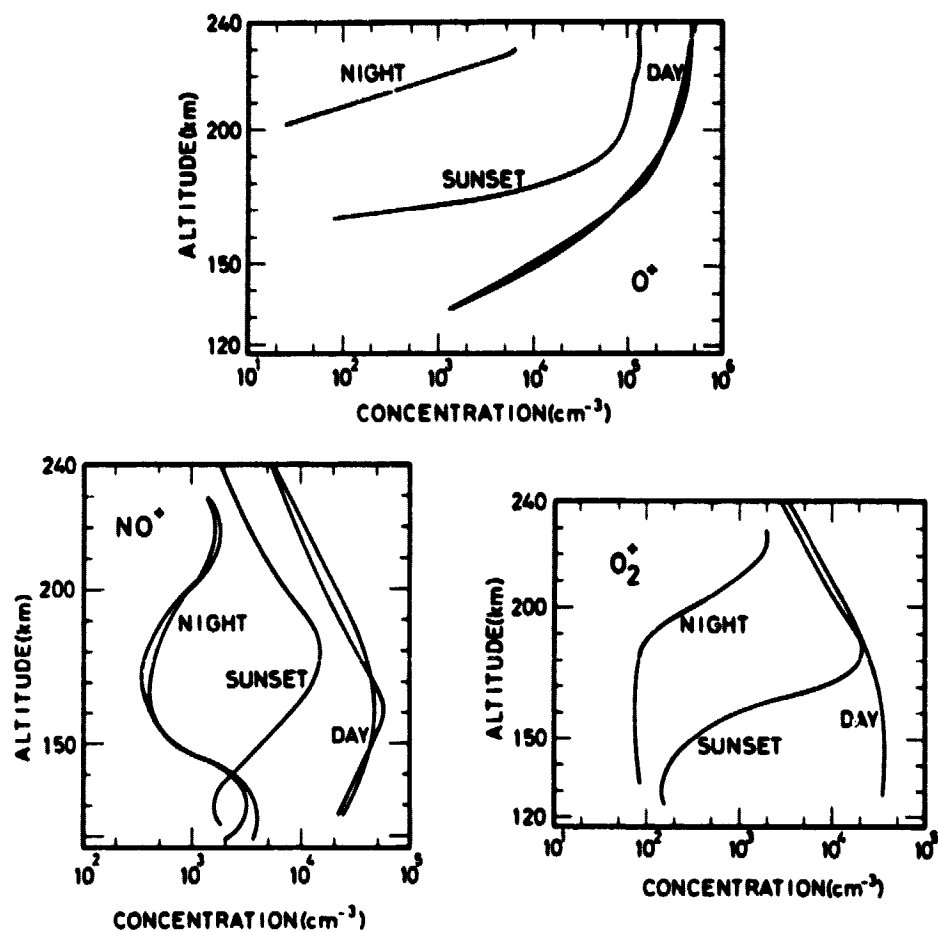 240
200
150
120
ALTITUDE(km)
NIGHT
DAY
SUNSET
O⁺
10¹ 10² 10³ 10⁴ 10⁵ 10⁶
CONCENTRATION(cm⁻³)
240
200
150
ALTITUDE(km)
NO⁺
NIGHT
SUNSET
DAY
10² 10³ 10⁴ 10⁵
CONCENTRATION(cm⁻³)
240
200
150
120
ALTITUDE(km)
O₂⁺
NIGHT
DAY
SUNSET
10¹ 10² 10³ 10⁴ 10⁵
CONCENTRATION(cm⁻³)